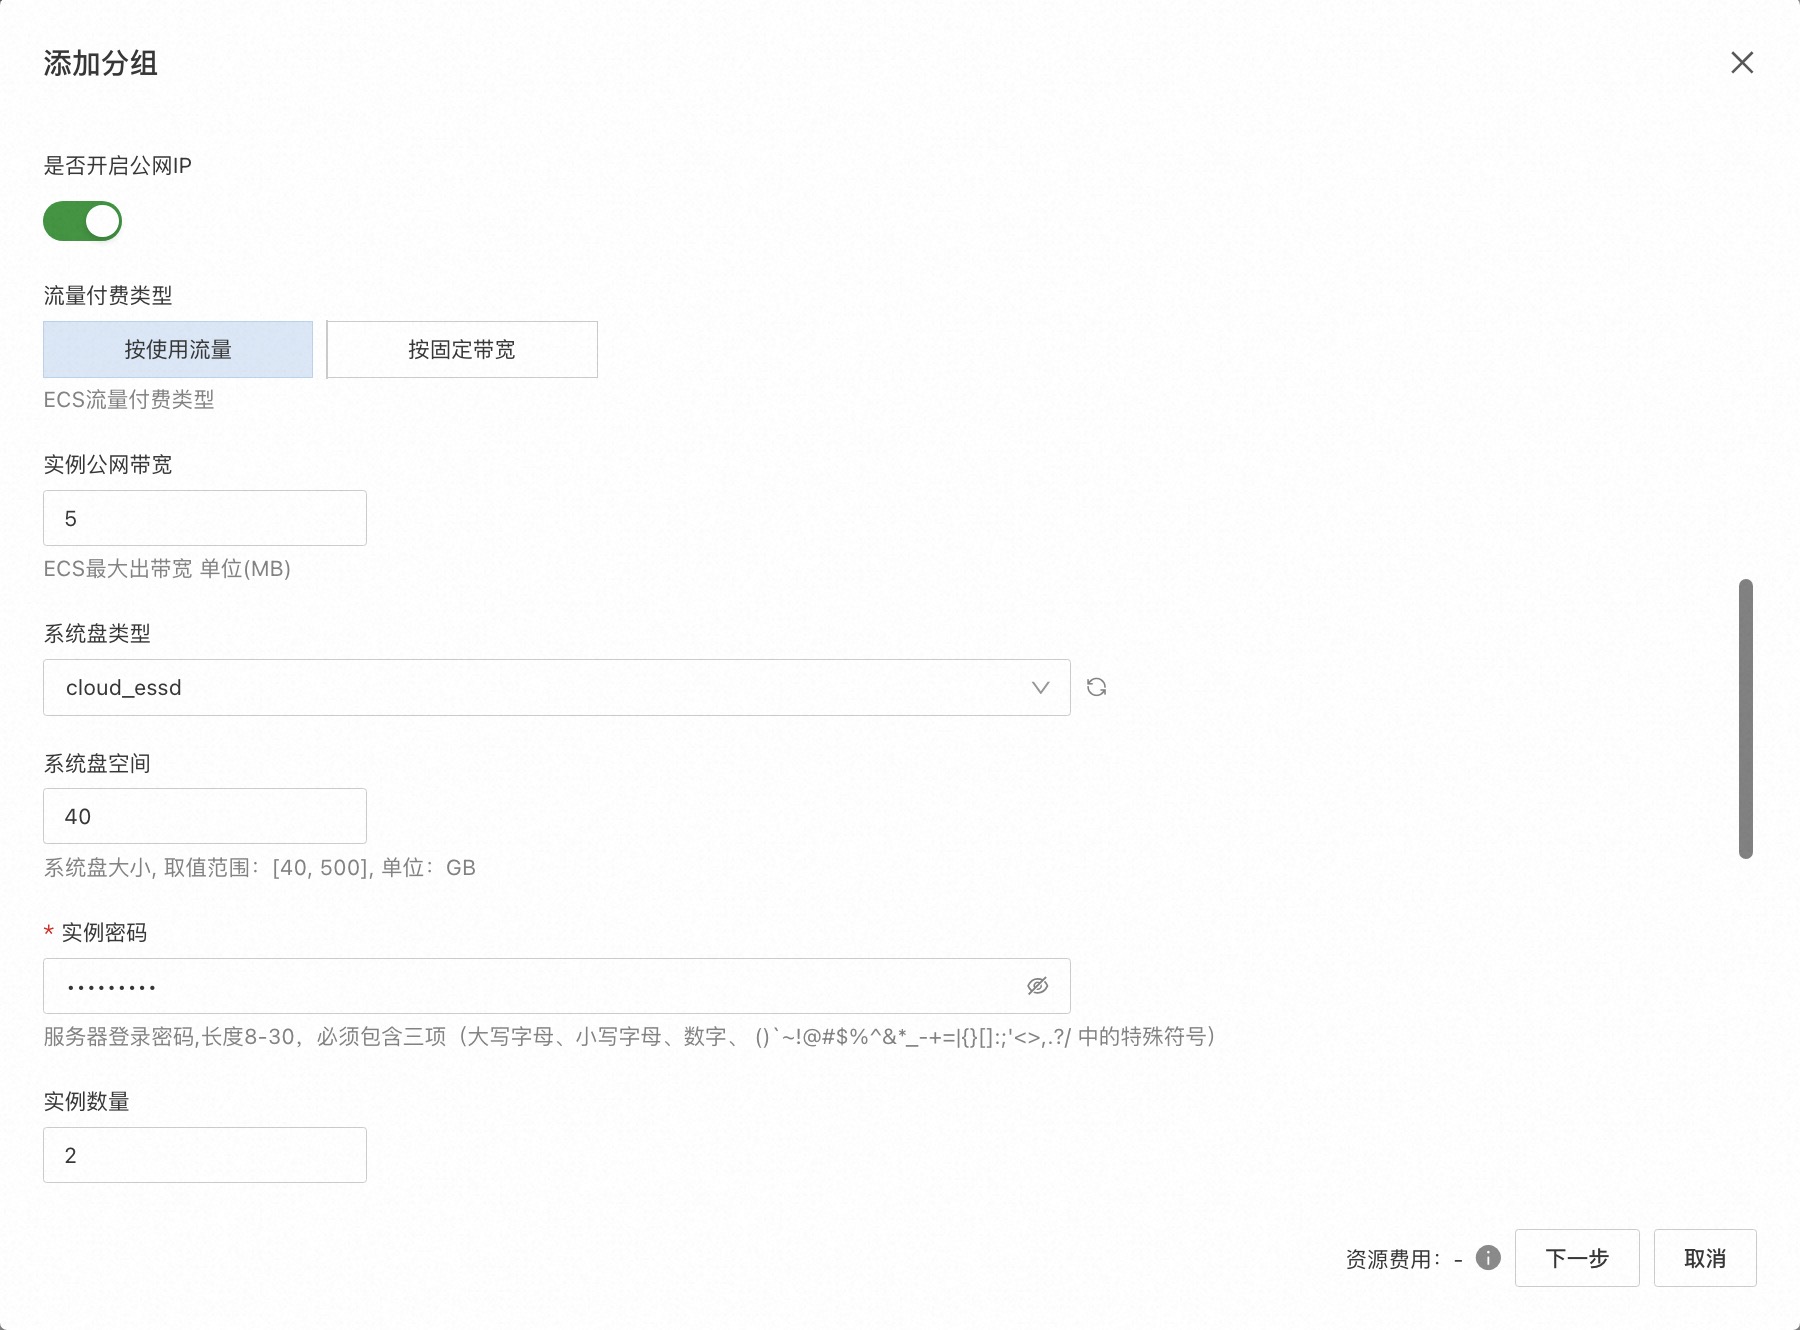 添加分组
是否开启公网IP
流量付费类型
按使用流量 按固定带宽
ECS流量付费类型
实例公网带宽
5
ECS最大出带宽 单位(MB)
系统盘类型
cloud_essd
系统盘空间
40
系统盘大小, 取值范围：[40, 500], 单位：GB
* 实例密码
•••••••••
服务器登录密码,长度8-30，必须包含三项（大写字母、小写字母、数字、 ()`~!@#$%^&*_-+=|{}[]:;'<>,.?/ 中的特殊符号）
实例数量
2
资源费用：- 下一步 取消